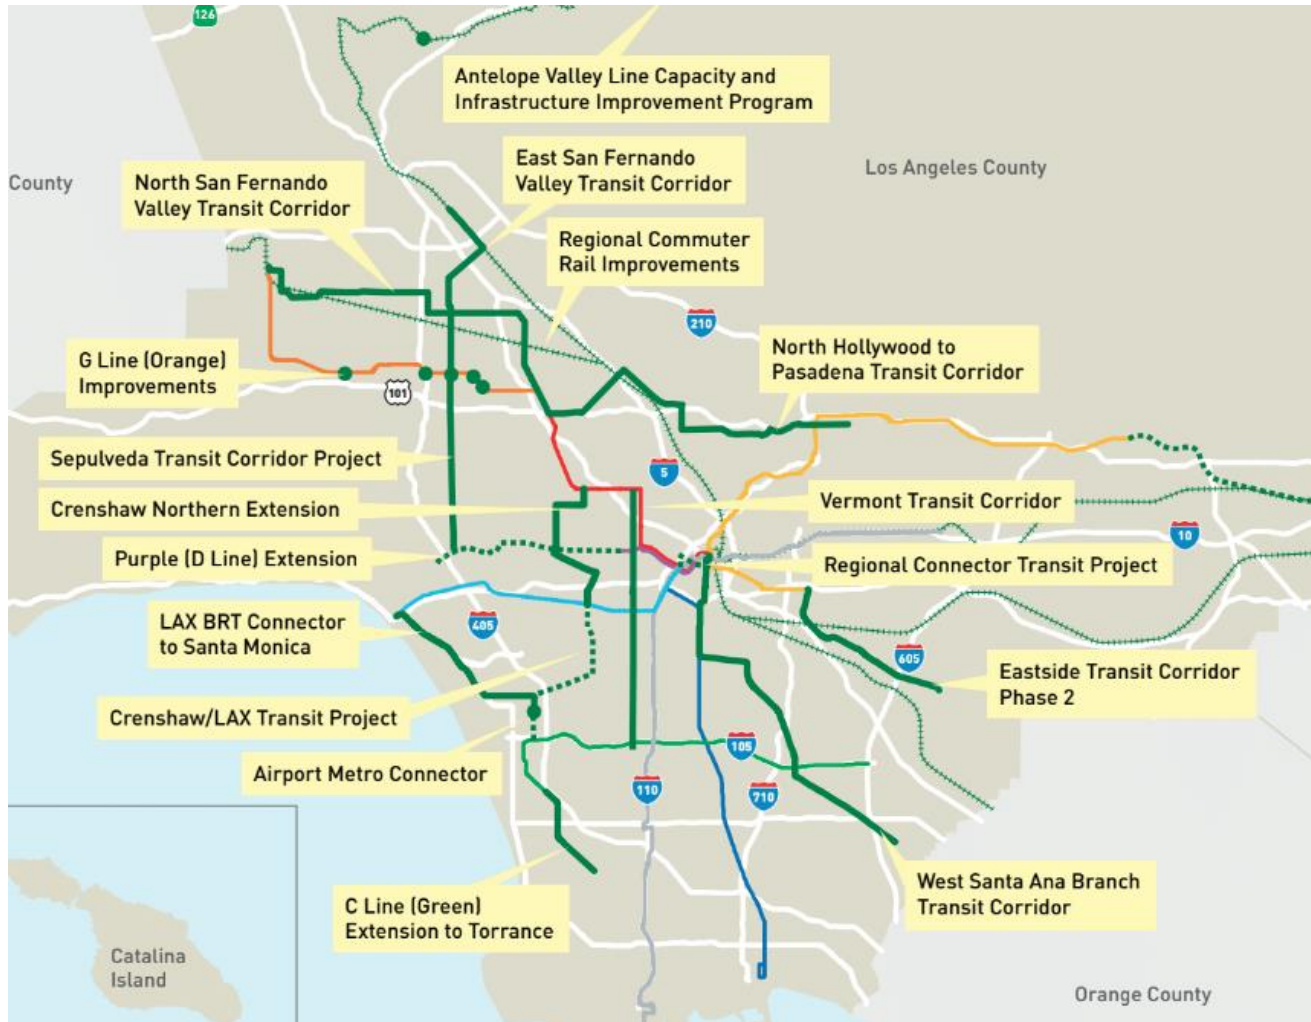 126
Antelope Valley Line Capacity and
Infrastructure Improvement Program
East San Fernando
Valley Transit Corridor
Los Angeles County
County
North San Fernando
Valley Transit Corridor
Regional Commuter
Rail Improvements
210
G Line (Orange)
Improvements
101
North Hollywood to
Pasadena Transit Corridor
Sepulveda Transit Corridor Project
5
Crenshaw Northern Extension
Vermont Transit Corridor
10
Purple (D Line) Extension
Regional Connector Transit Project
LAX BRT Connector
to Santa Monica
405
605
Eastside Transit Corridor
Phase 2
Crenshaw/LAX Transit Project
105
Airport Metro Connector
110
710
West Santa Ana Branch
Transit Corridor
C Line (Green)
Extension to Torrance
Catalina
Island
Orange County